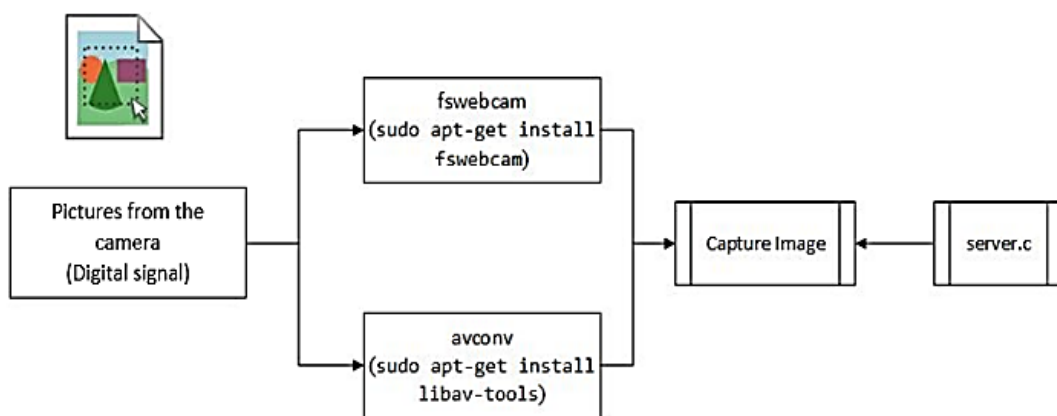 Pictures from the
camera
(Digital signal)
fswebcam
(sudo apt-get install
fswebcam)
avconv
(sudo apt-get install
libav-tools)
Capture Image
server.c